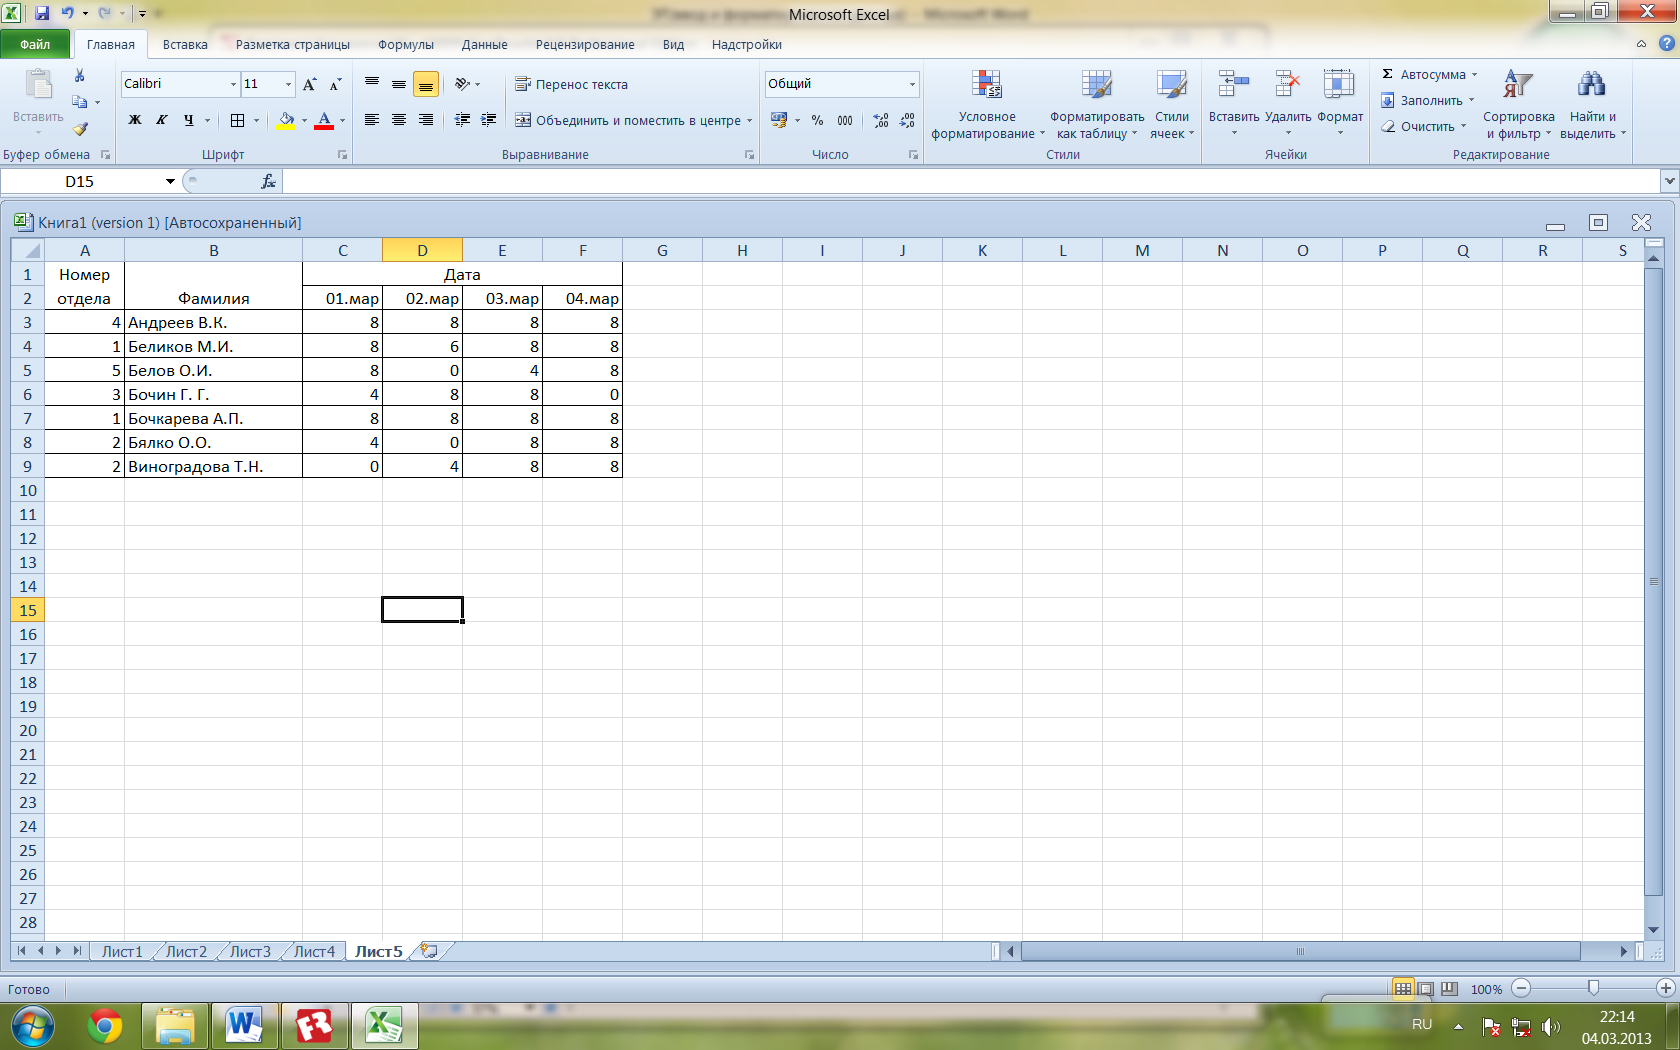 Microsoft Excel
Файл Главная Вставка Разметка страницы Формулы Данные Рецензирование Вид Надстройки
Вставить
Буфер обмена
Calibri 11
Ж К Ч
Шрифт
Перенос текста
Объединить и поместить в центре
Выравнивание
Общий
% 000
Число
Условное форматирование
Форматировать как таблицу
Стили ячеек
Стили
Вставить Удалить Формат
Ячейки
Σ Автосумма
Заполнить
Очистить
Сортировка и фильтр
Найти и выделить
Редактирование
D15 fx
Книга1 (version 1) [Автосохраненный]
A B C D E F G H I J K L M N O P Q R S
1 Номер Дата
2 отдела Фамилия 01.мар 02.мар 03.мар 04.мар
3 4 Андреев В.К. 8 8 8 8
4 1 Беликов М.И. 8 6 8 8
5 5 Белов О.И. 8 0 4 8
6 3 Бочин Г. Г. 4 8 8 0
7 1 Бочкарева А.П. 8 8 8 8
8 2 Бялко О.О. 4 0 8 8
9 2 Виноградова Т.Н. 0 4 8 8
10
11
12
13
14
15
16
17
18
19
20
21
22
23
24
25
26
27
28
Лист1 Лист2 Лист3 Лист4 Лист5
Готово 100%
RU 22:14
04.03.2013